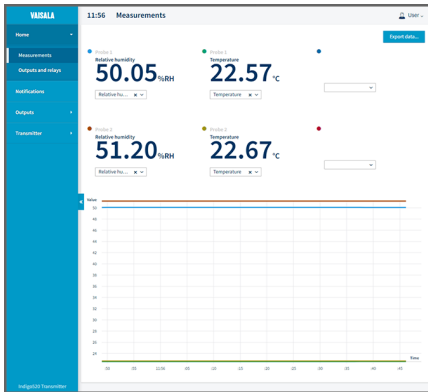 VAISALA
11:56 Measurements
User
Home
Export data...
Measurements
Outputs and relays
Notifications
Outputs
Transmitter
Probe 1
Relative humidity
50.05 %RH
Relative hu...
Probe 1
Temperature
22.57 °C
Temperature
Probe 2
Relative humidity
51.20 %RH
Relative hu...
Probe 2
Temperature
22.67 °C
Temperature
Value
50
48
46
44
42
40
38
36
34
32
30
28
26
24
Time
:00 :05 11:56 :10 :15 :20 :25 :30 :35 :40 :45
Indigo520 Transmitter